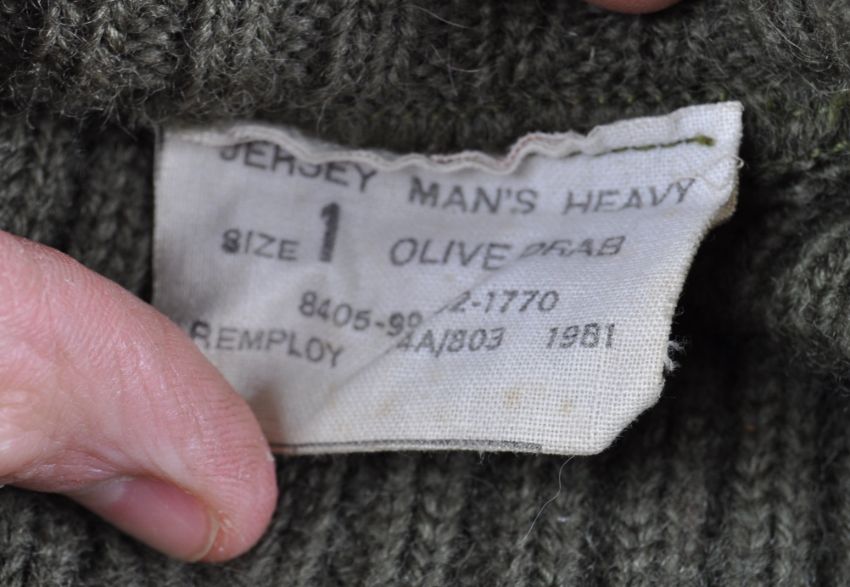 JERSEY MAN'S HEAVY
SIZE 1 OLIVE DRAB
8405-99 2-1770
REMPLOY 4A/803 1981